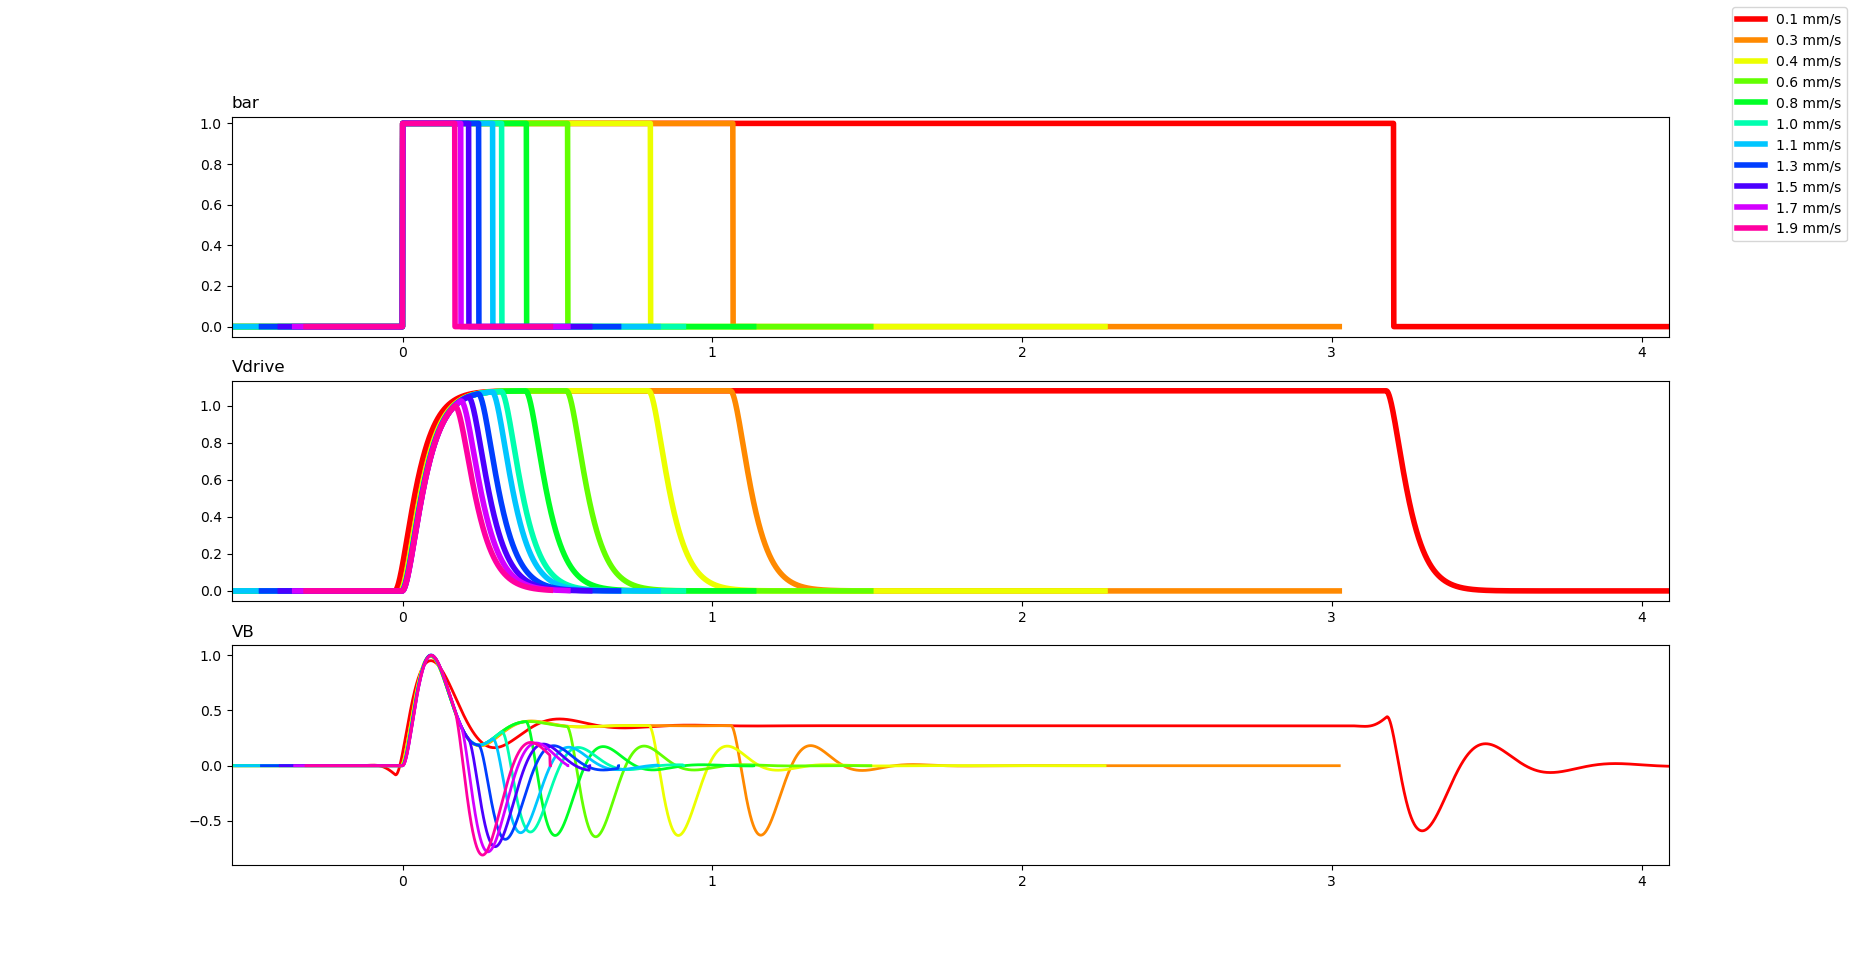 0.1 mm/s
0.3 mm/s
0.4 mm/s
0.6 mm/s
0.8 mm/s
1.0 mm/s
1.1 mm/s
1.3 mm/s
1.5 mm/s
1.7 mm/s
1.9 mm/s
bar
1.0
0.8
0.6
0.4
0.2
0.0
0 1 2 3 4
Vdrive
1.0
0.8
0.6
0.4
0.2
0.0
0 1 2 3 4
VB
1.0
0.5
0.0
−0.5
0 1 2 3 4